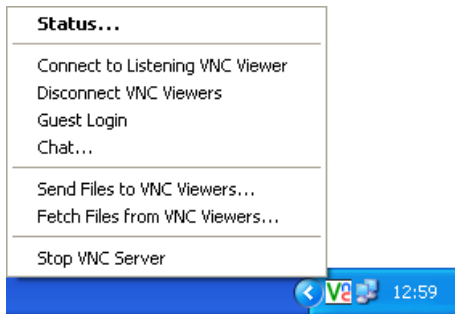 Status...
Connect to Listening VNC Viewer
Disconnect VNC Viewers
Guest Login
Chat...
Send Files to VNC Viewers...
Fetch Files from VNC Viewers...
Stop VNC Server
12:59